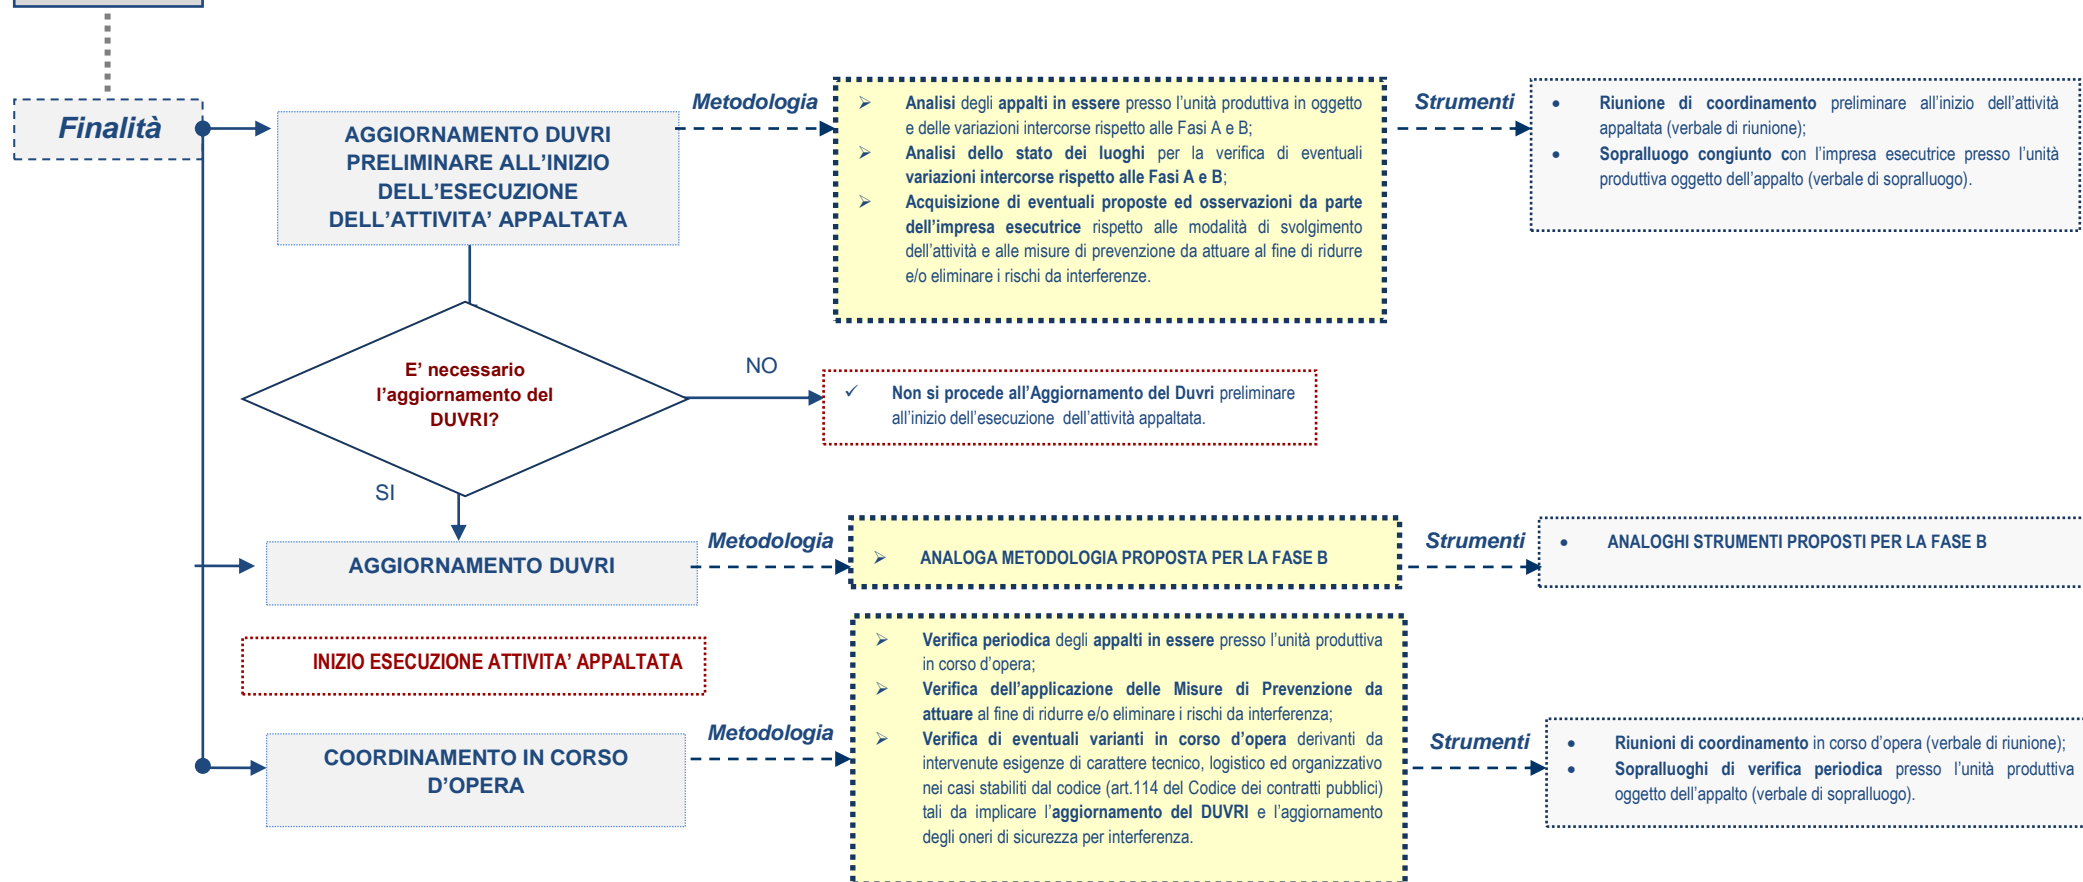 Finalità
AGGIORNAMENTO DUVRI
PRELIMINARE ALL’INIZIO
DELL’ESECUZIONE
DELL’ATTIVITA’ APPALTATA
Metodologia
➢ Analisi degli appalti in essere presso l’unità produttiva in oggetto
e delle variazioni intercorse rispetto alle Fasi A e B;
➢ Analisi dello stato dei luoghi per la verifica di eventuali
variazioni intercorse rispetto alle Fasi A e B;
➢ Acquisizione di eventuali proposte ed osservazioni da parte
dell’impresa esecutrice rispetto alle modalità di svolgimento
dell’attività e alle misure di prevenzione da attuare al fine di ridurre
e/o eliminare i rischi da interferenze.
Strumenti
• Riunione di coordinamento preliminare all’inizio dell’attività
appaltata (verbale di riunione);
• Sopralluogo congiunto con l’impresa esecutrice presso l’unità
produttiva oggetto dell’appalto (verbale di sopralluogo).
E’ necessario
l’aggiornamento del
DUVRI?
NO
✓ Non si procede all’Aggiornamento del Duvri preliminare
all’inizio dell’esecuzione dell’attività appaltata.
SI
AGGIORNAMENTO DUVRI
Metodologia
➢ ANALOGA METODOLOGIA PROPOSTA PER LA FASE B
Strumenti
• ANALOGHI STRUMENTI PROPOSTI PER LA FASE B
INIZIO ESECUZIONE ATTIVITA’ APPALTATA
COORDINAMENTO IN CORSO
D’OPERA
Metodologia
➢ Verifica periodica degli appalti in essere presso l’unità produttiva
in corso d’opera;
➢ Verifica dell’applicazione delle Misure di Prevenzione da
attuare al fine di ridurre e/o eliminare i rischi da interferenza;
➢ Verifica di eventuali varianti in corso d’opera derivanti da
intervenute esigenze di carattere tecnico, logistico ed organizzativo
nei casi stabiliti dal codice (art.114 del Codice dei contratti pubblici)
tali da implicare l’aggiornamento del DUVRI e l’aggiornamento
degli oneri di sicurezza per interferenza.
Strumenti
• Riunioni di coordinamento in corso d’opera (verbale di riunione);
• Sopralluoghi di verifica periodica presso l’unità produttiva
oggetto dell’appalto (verbale di sopralluogo).